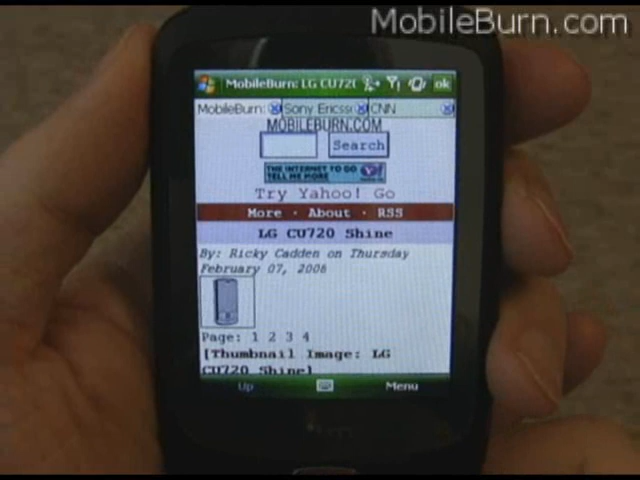 MobileBurn.com
MobileBurn: LG CU720 ok
MobileBurn: Sony Ericss CNN
MOBILEBURN.COM
Search
THE INTERNET TO GO
TELL ME MORE
Y!
Try Yahoo! Go
More · About · RSS
LG CU720 Shine
By: Ricky Cadden on Thursday
February 07, 2008
Page: 1 2 3 4
[Thumbnail Image: LG
CU720 Shine]
Up Menu